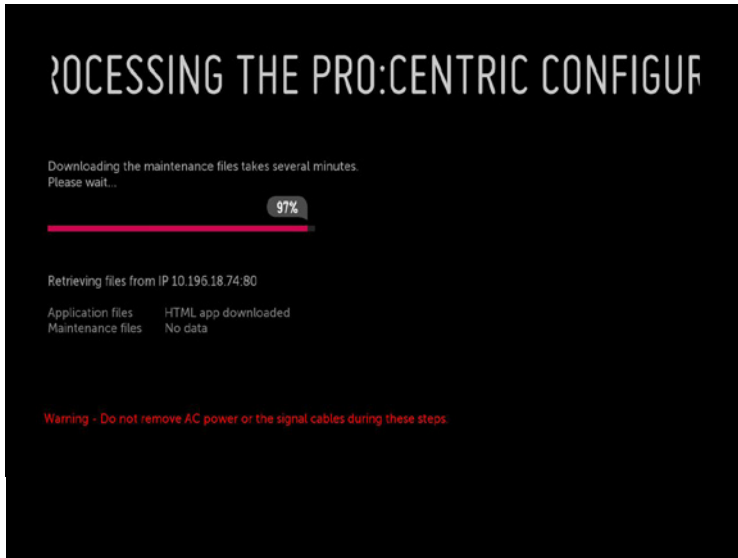 ROCESSING THE PRO:CENTRIC CONFIGUR
Downloading the maintenance files takes several minutes.
Please wait...
97%
Retrieving files from IP 10.196.18.74:80
Application files HTML app downloaded
Maintenance files No data
Warning - Do not remove AC power or the signal cables during these steps.